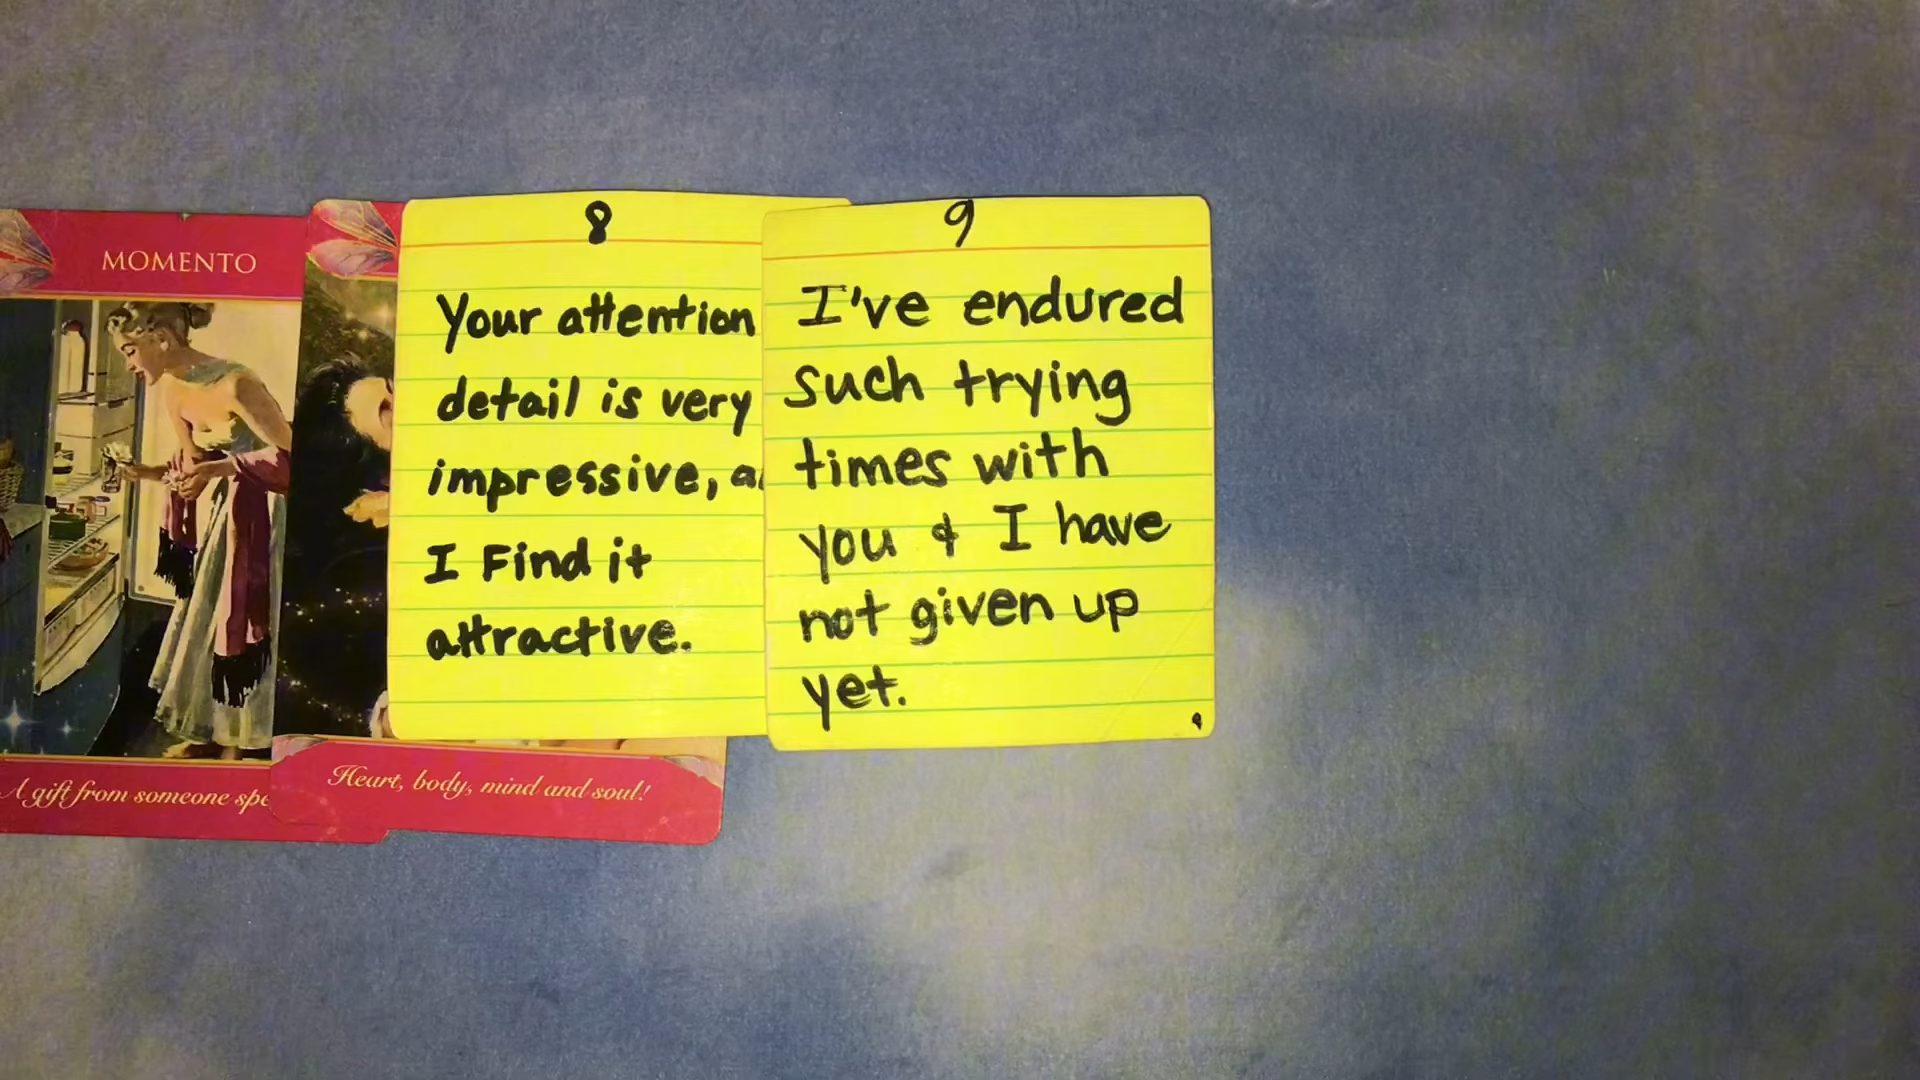 MOMENTO
A gift from someone
Heart, body, mind and soul!
8
Your attention
detail is very
impressive,
I Find it
attractive.
9
I've endured
such trying
times with
you & I have
not given up
yet.
9